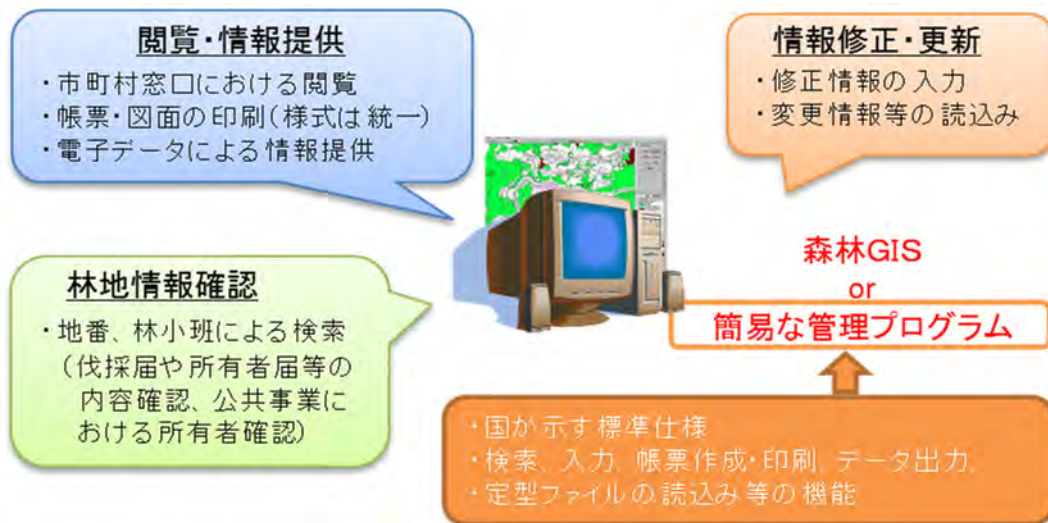 閲覧・情報提供
・市町村窓口における閲覧
・帳票・図面の印刷(様式は統一)
・電子データによる情報提供
情報修正・更新
・修正情報の入力
・変更情報等の読込み
林地情報確認
・地番、林小班による検索
(伐採届や所有者届等の
内容確認、公共事業に
おける所有者確認)
森林GIS
or
簡易な管理プログラム
・国が示す標準仕様
・検索、入力、帳票作成・印刷、データ出力、
・定型ファイルの読込み等の機能